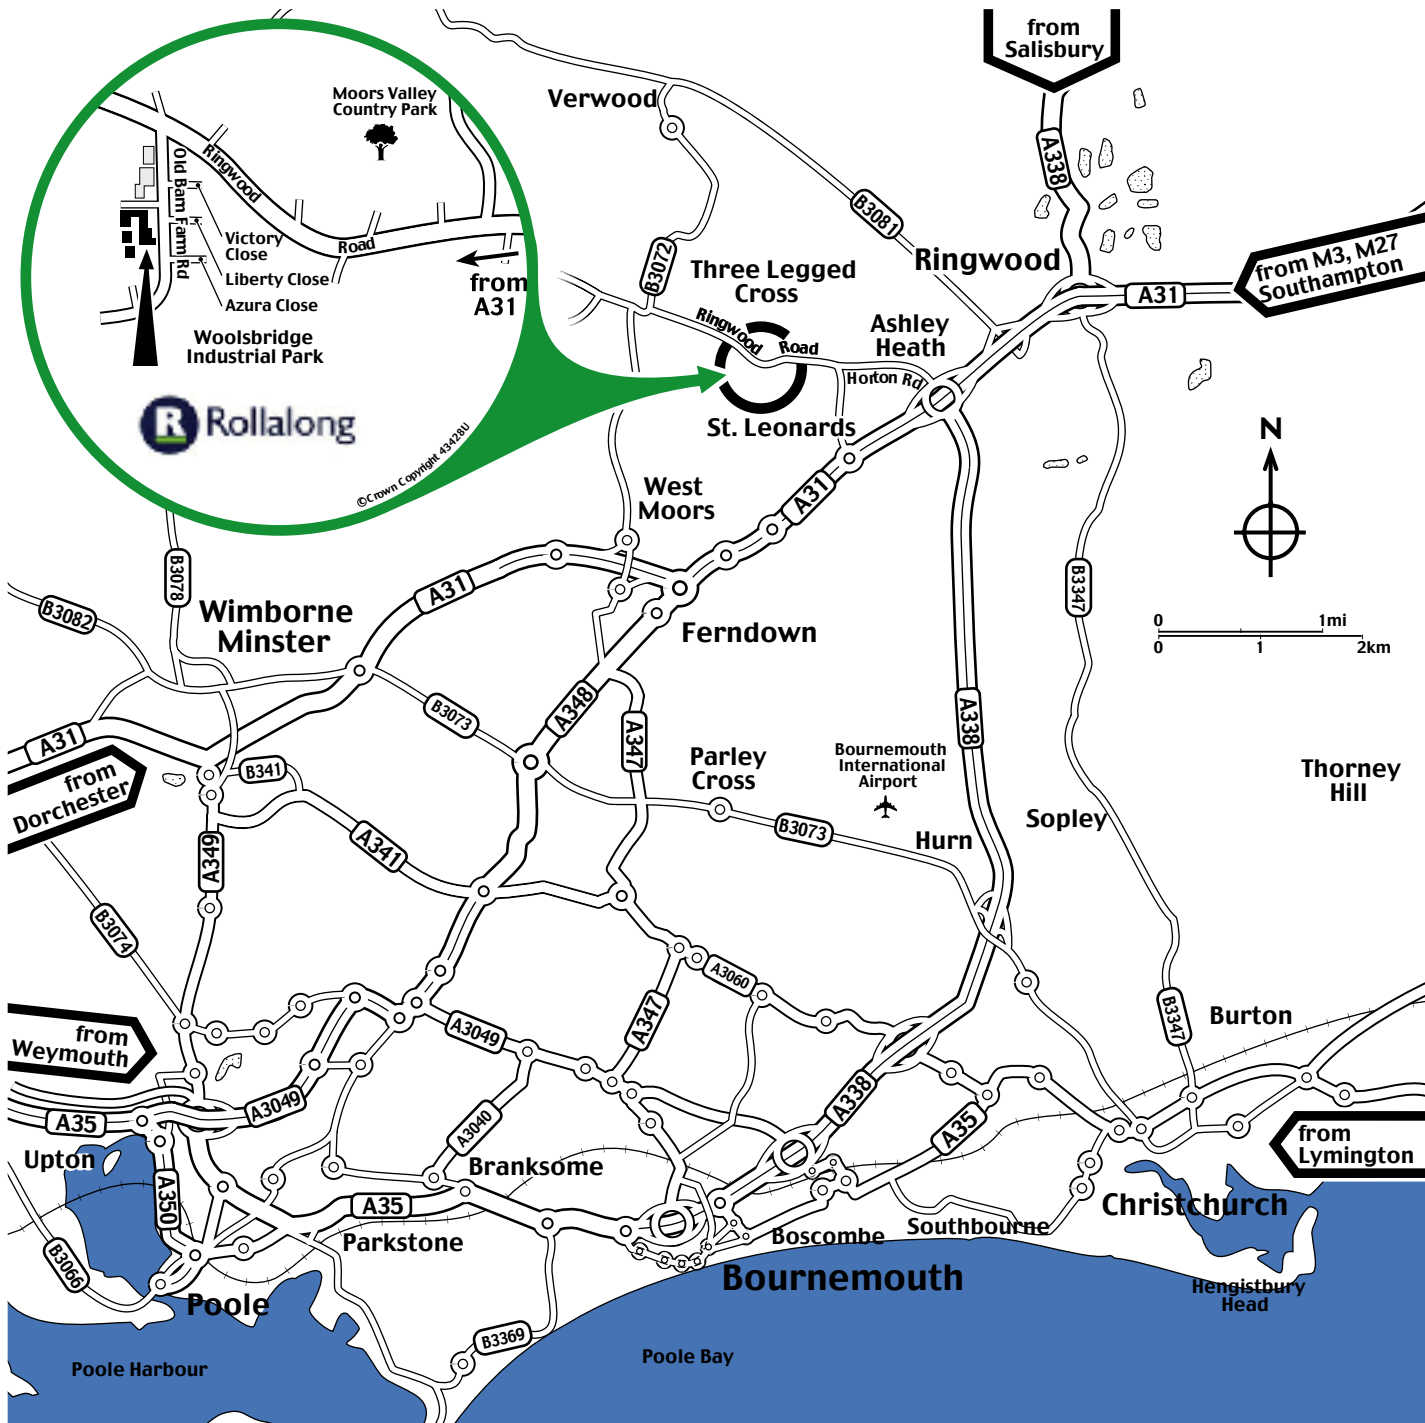 from
Salisbury
Moors Valley
Country Park
Verwood
A338
Old Barn Farm Rd
Ringwood
Road
B3081
Victory
Close
Liberty Close
Azura Close
from
A31
Woolsbridge
Industrial Park
Rollalong
©Crown Copyright 43428U
B3072
Three Legged
Cross
Ringwood
from M3, M27
Southampton
A31
Ringwood
Road
Ashley
Heath
Horton Rd
St. Leonards
N
West
Moors
A31
B3078
A31
B3082
Wimborne
Minster
Ferndown
B3347
0
1mi
0
1
2km
A348
B3073
A338
A31
A347
from
Dorchester
B341
Parley
Cross
Bournemouth
International
Airport
Thorney
Hill
Sopley
B3073
Hurn
A349
A341
B3074
A3060
from
Weymouth
A3049
A347
B3347
Burton
A35
A3049
A3040
A338
A35
from
Lymington
Upton
Branksome
A350
A35
Christchurch
Parkstone
Boscombe
Southbourne
B3066
Poole
Bournemouth
Hengistbury
Head
B3369
Poole Harbour
Poole Bay